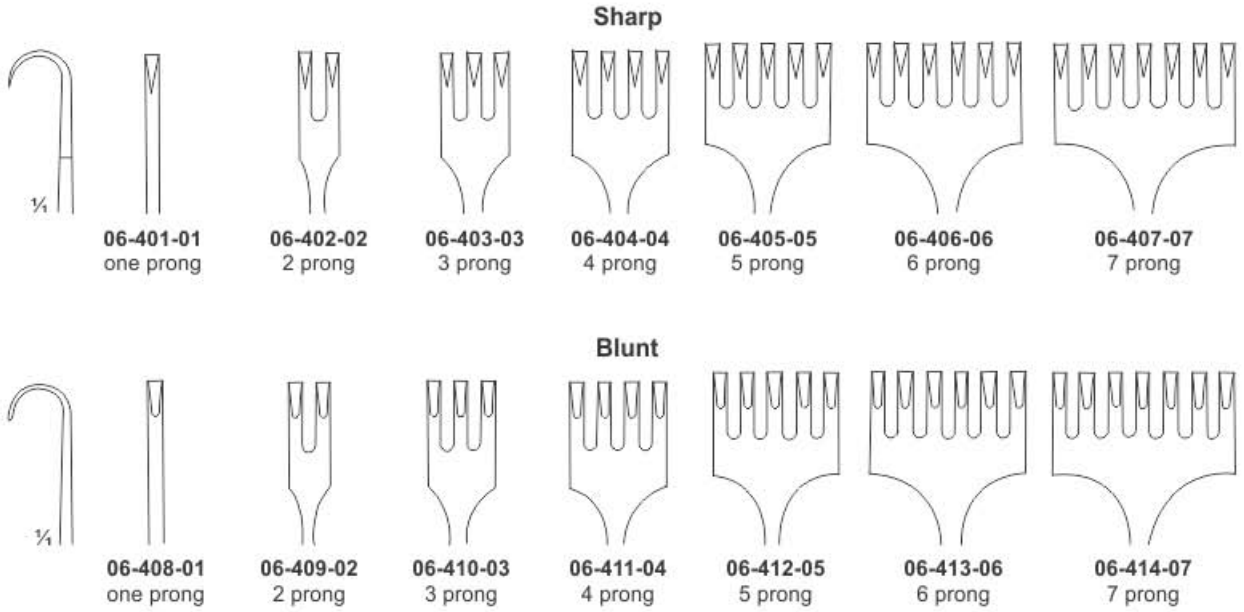 Sharp
⅟₁
06-401-01 06-402-02 06-403-03 06-404-04 06-405-05 06-406-06 06-407-07
one prong 2 prong 3 prong 4 prong 5 prong 6 prong 7 prong
Blunt
⅟₁
06-408-01 06-409-02 06-410-03 06-411-04 06-412-05 06-413-06 06-414-07
one prong 2 prong 3 prong 4 prong 5 prong 6 prong 7 prong